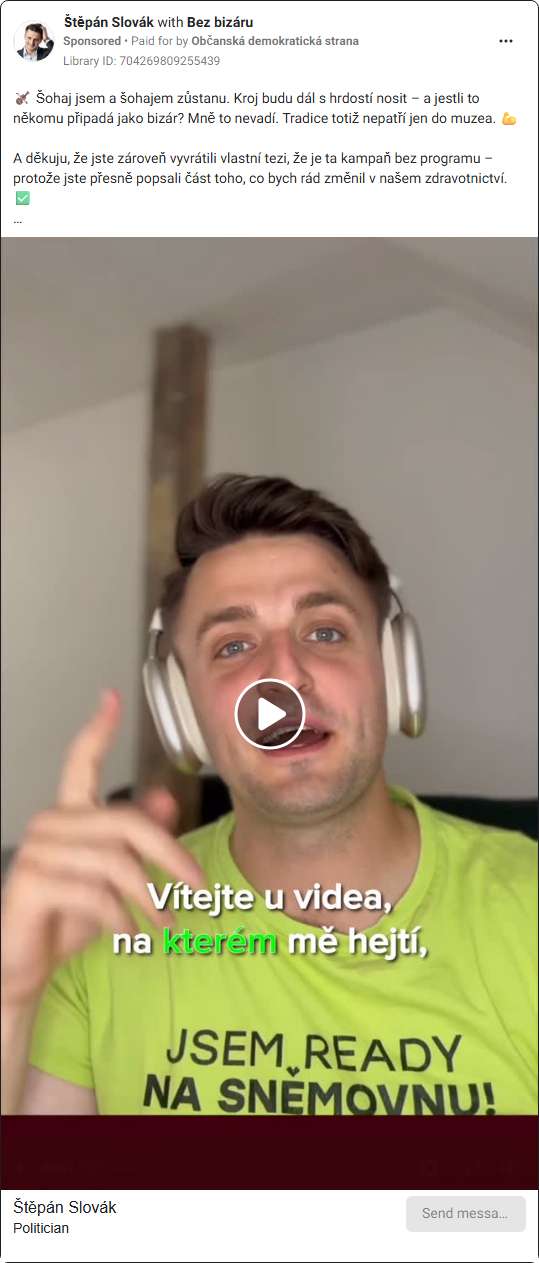 Štěpán Slovák with Bez bizáru
Sponsored • Paid for by Občanská demokratická strana
Library ID: 704269809255439
🎻 Šohaj jsem a šohajem zůstanu. Kroj budu dál s hrdostí nosit – a jestli to
někomu připadá jako bizár? Mně to nevadí. Tradice totiž nepatří jen do muzea. 💪
A děkuju, že jste zároveň vyvrátili vlastní tezi, že je ta kampaň bez programu –
protože jste přesně popsali část toho, co bych rád změnil v našem zdravotnictví.
✅
...
Vítejte u videa,
na kterém mě hejtí,
JSEM READY
NA SNĚMOVNU!
Štěpán Slovák
Politician
Send messa...